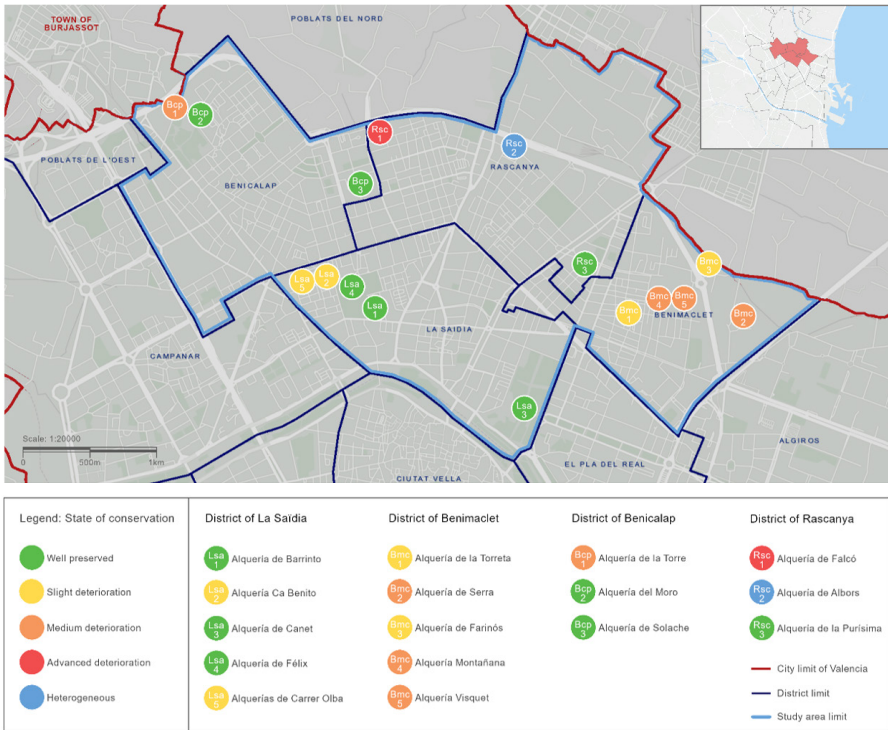 TOWN OF
BURJASSOT
POBLATS DEL NORD
Bcp
1
Bcp
2
Rsc
1
Rsc
2
RASCANYA
POBLATS DE L'OEST
BENICALAP
Bcp
3
Rsc
3
Bmc
3
Lsa
5
Lsa
2
Lsa
4
Lsa
1
Bmc
4
Bmc
5
Bmc
1
BENIMACLET
Bmc
2
LA SAIDIA
CAMPANAR
Lsa
3
Scale: 1:20000
0 500m 1km
ALGIROS
EL PLA DEL REAL
CIUTAT VELLA
Legend: State of conservation
Well preserved
Slight deterioration
Medium deterioration
Advanced deterioration
Heterogeneous
District of La Saïdia
Lsa
1
Alquería de Barrinto
Lsa
2
Alquería Ca Benito
Lsa
3
Alquería de Canet
Lsa
4
Alquería de Félix
Lsa
5
Alquerías de Carrer Olba
District of Benimaclet
Bmc
1
Alquería de la Torreta
Bmc
2
Alquería de Serra
Bmc
3
Alquería de Farinós
Bmc
4
Alquería Montañana
Bmc
5
Alquería Visquet
District of Benicalap
Bcp
1
Alquería de la Torre
Bcp
2
Alquería del Moro
Bcp
3
Alquería de Solache
District of Rascanya
Rsc
1
Alquería de Falcó
Rsc
2
Alquería de Albors
Rsc
3
Alquería de la Purísima
City limit of Valencia
District limit
Study area limit